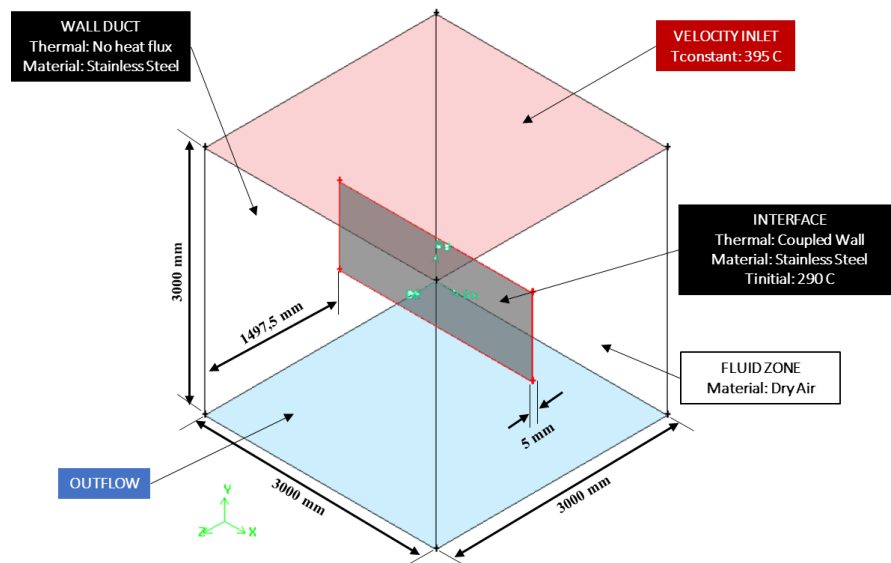 WALL DUCT
Thermal: No heat flux
Material: Stainless Steel
VELOCITY INLET
Tconstant: 395 C
INTERFACE
Thermal: Coupled Wall
Material: Stainless Steel
Tinitial: 290 C
3000 mm
1497,5 mm
FLUID ZONE
Material: Dry Air
5 mm
OUTFLOW
3000 mm
3000 mm
Y
Z
X